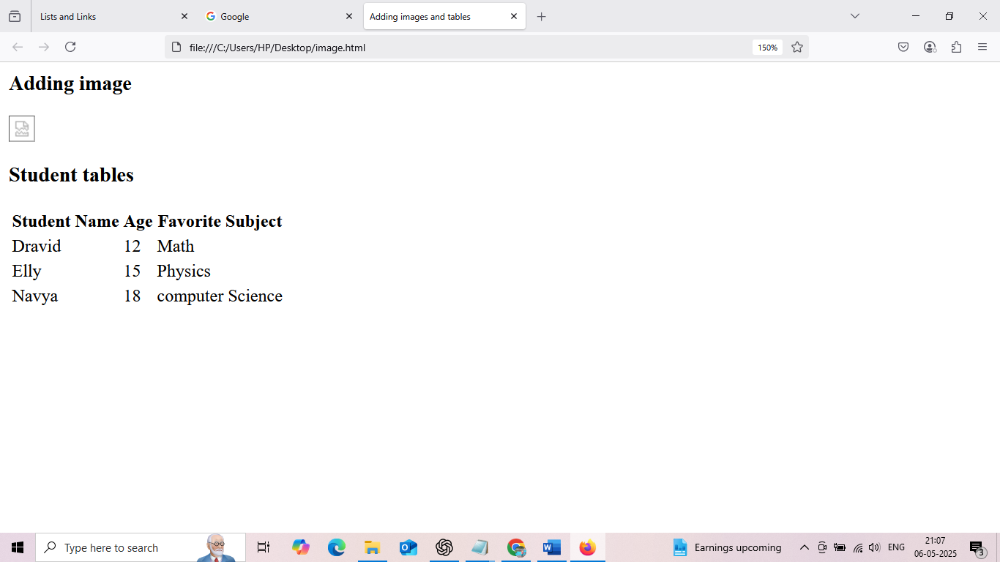 Lists and Links
Google
Adding images and tables
file:///C:/Users/HP/Desktop/image.html
150%
Adding image
Student tables
Student Name Age Favorite Subject
Dravid 12 Math
Elly 15 Physics
Navya 18 computer Science
Type here to search
Earnings upcoming
ENG
21:07
06-05-2025
3